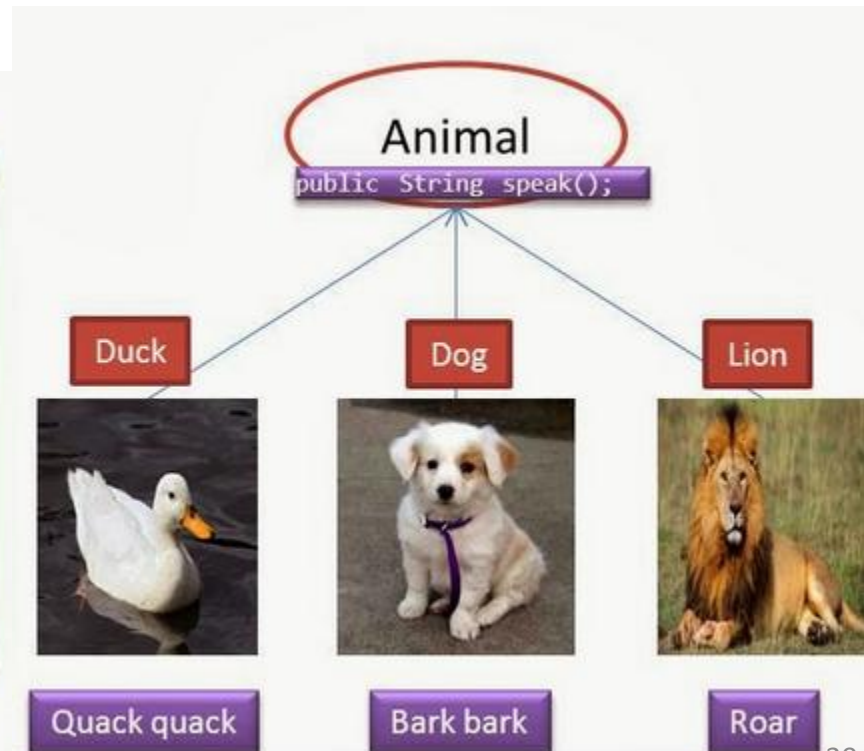 Animal
public String speak();
Duck Dog Lion
Quack quack Bark bark Roar